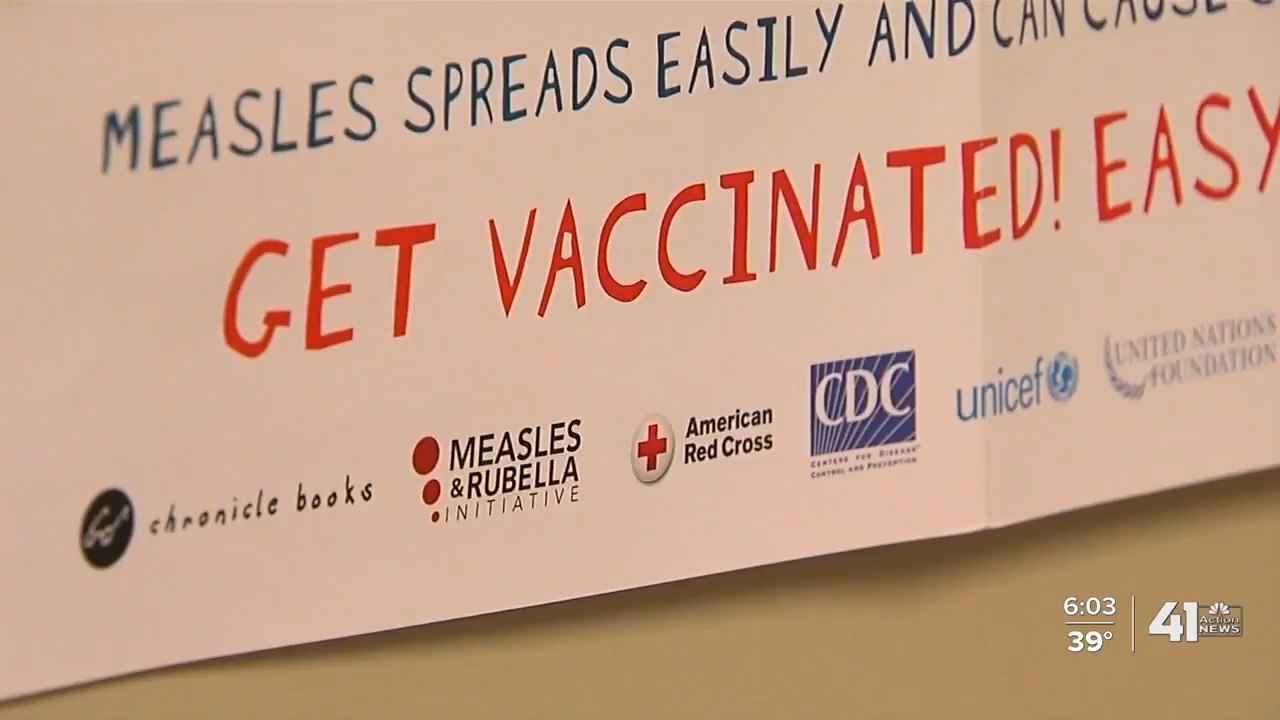 MEASLES SPREADS EASILY AND CAN CAUSE
GET VACCINATED! EASY
chronicle books
MEASLES
& RUBELLA
INITIATIVE
American
Red Cross
CDC
CENTERS FOR DISEASE
CONTROL AND PREVENTION
unicef
UNITED NATIONS
FOUNDATION
6:03
39°
41 Action
NEWS